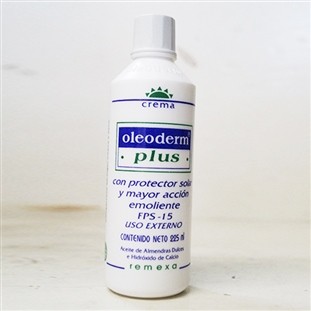 crema
oleoderm
· plus ·
con protector solar
y mayor acción
emoliente
FPS-15
USO EXTERNO
CONTENIDO NETO 225 ml
Aceite de Almendras Dulces
e Hidróxido de Calcio
remexa